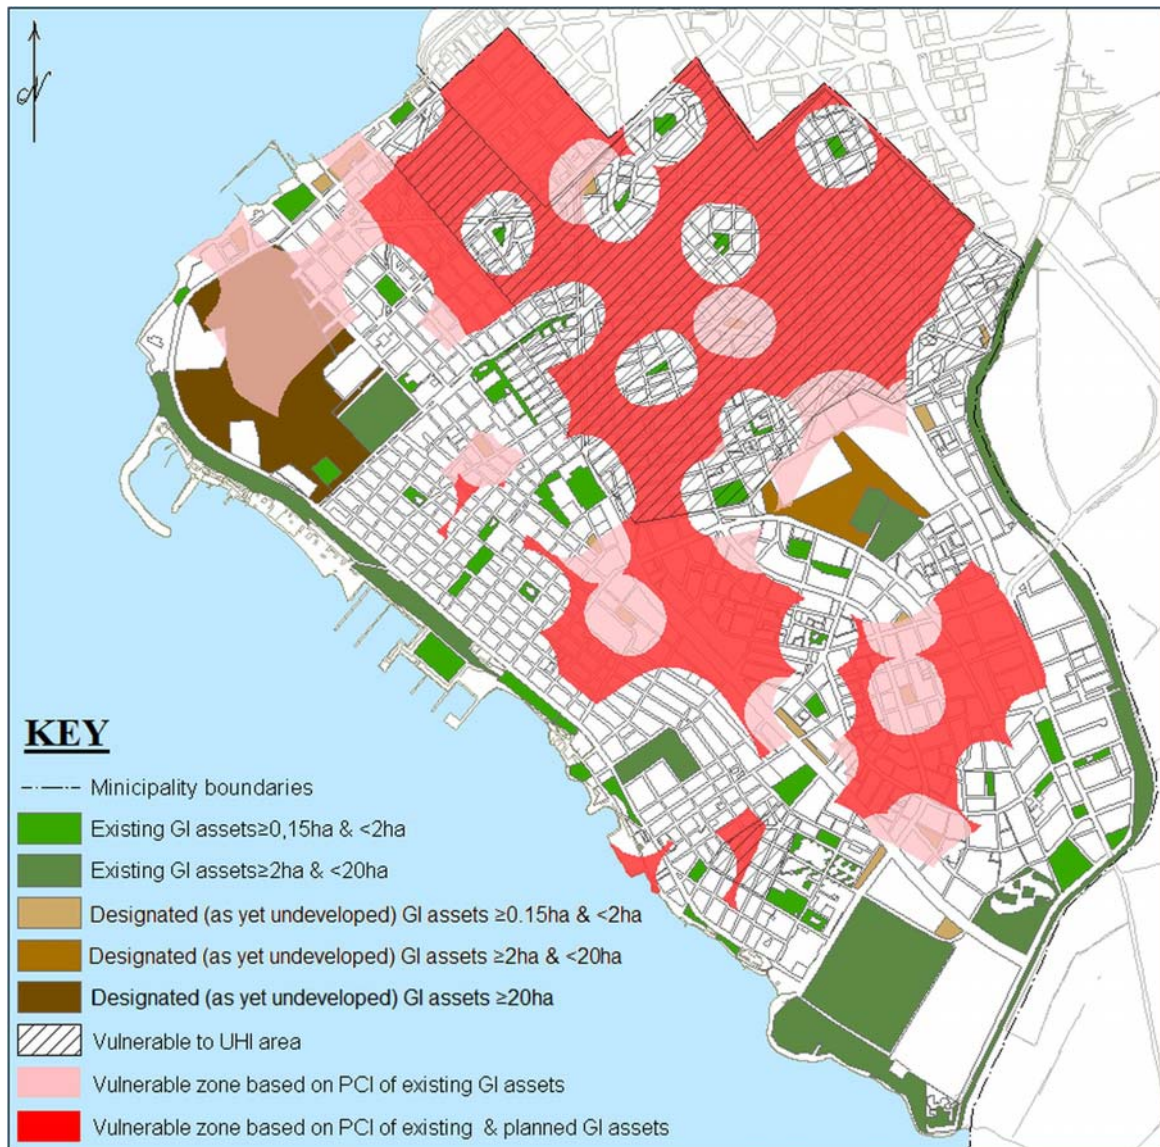 N
KEY
Minicipality boundaries
Existing GI assets≥0,15ha & <2ha
Existing GI assets≥2ha & <20ha
Designated (as yet undeveloped) GI assets ≥0.15ha & <2ha
Designated (as yet undeveloped) GI assets ≥2ha & <20ha
Designated (as yet undeveloped) GI assets ≥20ha
Vulnerable to UHI area
Vulnerable zone based on PCI of existing GI assets
Vulnerable zone based on PCI of existing & planned GI assets